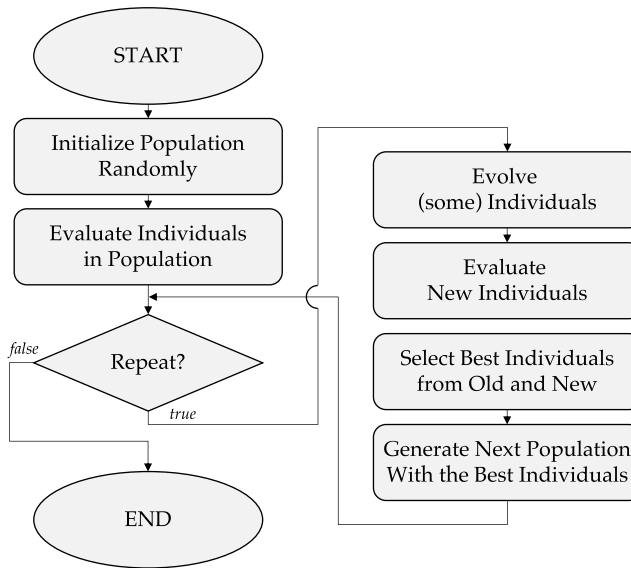 START
Initialize Population
Randomly
Evaluate Individuals
in Population
Repeat?
false
true
END
Evolve
(some) Individuals
Evaluate
New Individuals
Select Best Individuals
from Old and New
Generate Next Population
With the Best Individuals